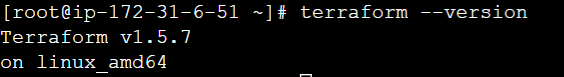 [root@ip-172-31-6-51 ~]# terraform --version
Terraform v1.5.7
on linux_amd64